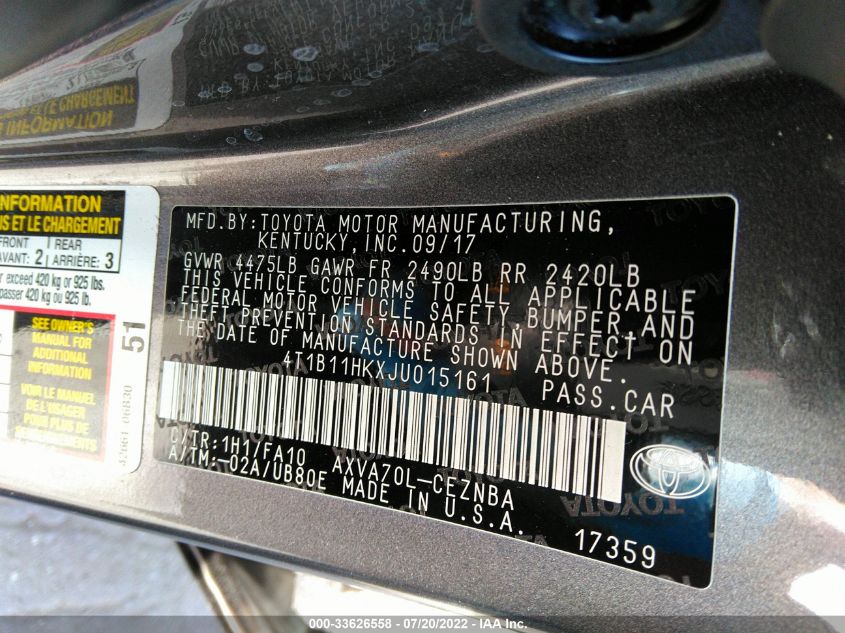 INFORMATION
IS ET LE CHARGEMENT
FRONT
AVANT: 2
REAR
ARRIÈRE: 3
er exceed 420 kg or 925 lbs.
passer 420 kg ou 925 lb.
SEE OWNER'S
MANUAL FOR
ADDITIONAL
INFORMATION
VOIR LE MANUEL
DE L'USAGER
POUR PLUS DE
RENSEIGNEMENTS
51
42661-06B30
MFD.BY:TOYOTA MOTOR MANUFACTURING,
KENTUCKY, INC.09/17
GVWR 4475LB GAWR FR 2490LB RR 2420LB
THIS VEHICLE CONFORMS TO ALL APPLICABLE
FEDERAL MOTOR VEHICLE SAFETY,BUMPER,AND
THEFT PREVENTION STANDARDS IN EFFECT ON
THE DATE OF MANUFACTURE SHOWN ABOVE.
4T1B11HKXJU015161
PASS.CAR
C/TR:1H1/FA10 AXVA70L-CEZNBA
A/TM:-02A/UB80E MADE IN U.S.A.
17359
000-33626558 / 07/20/2022 - IAA Inc.